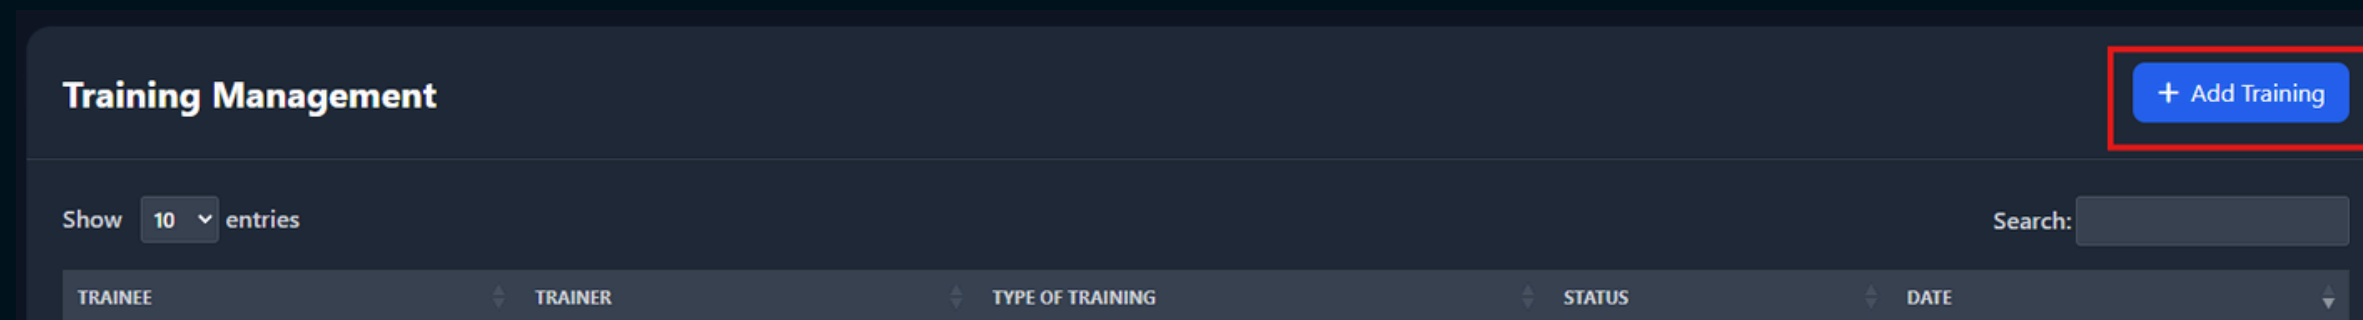 Training Management
+ Add Training
Show 10 entries
Search:
TRAINEE TRAINER TYPE OF TRAINING STATUS DATE